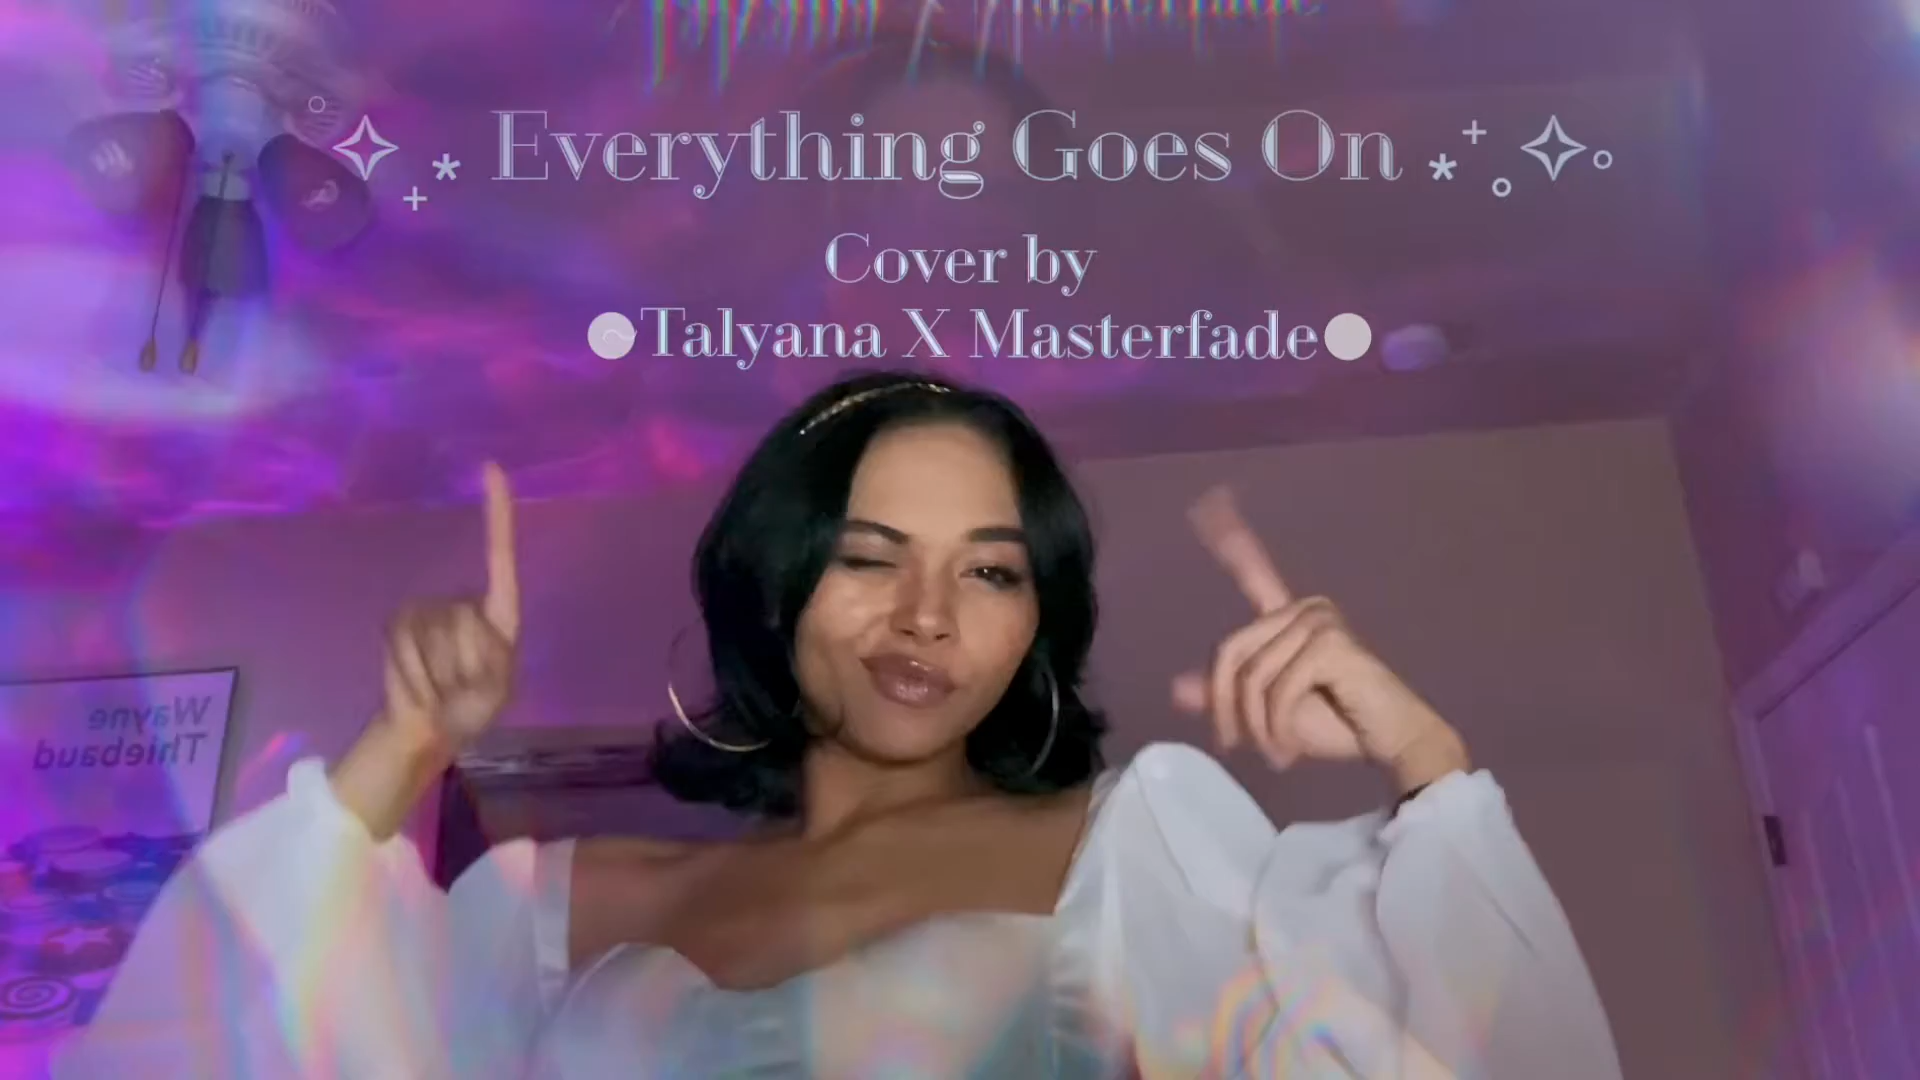 Everything Goes On
Cover by
Talyana X Masterfade
Wayne
Thiebaud